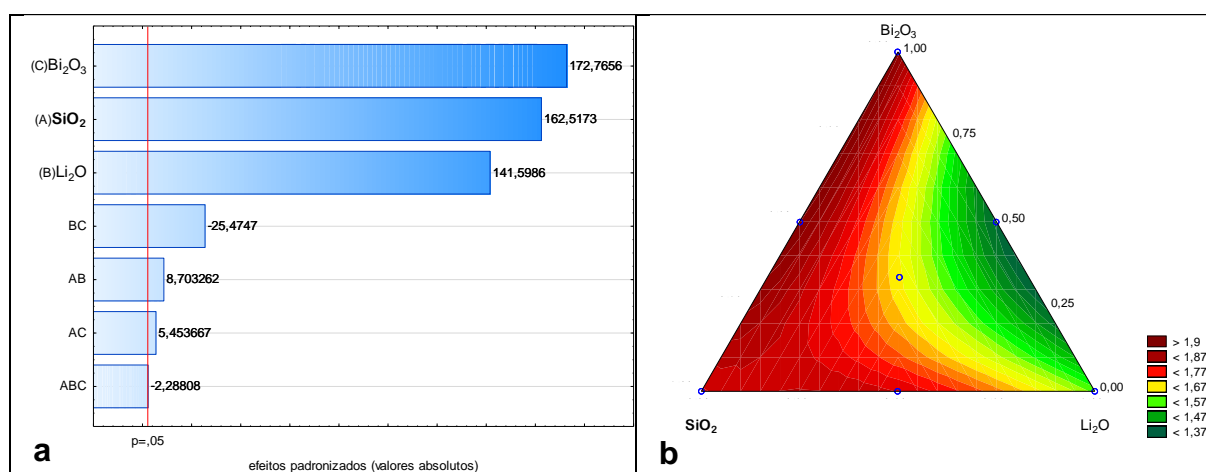 (C)Bi₂O₃
172,7656
(A)SiO₂
162,5173
(B)Li₂O
141,5986
BC
-25,4747
AB
8,703262
AC
5,453667
ABC
-2,28808
p=,05
efeitos padronizados (valores absolutos)
a
Bi₂O₃
1,00
0,75
0,50
0,25
0,00
SiO₂
Li₂O
> 1,9
< 1,87
< 1,77
< 1,67
< 1,57
< 1,47
< 1,37
b